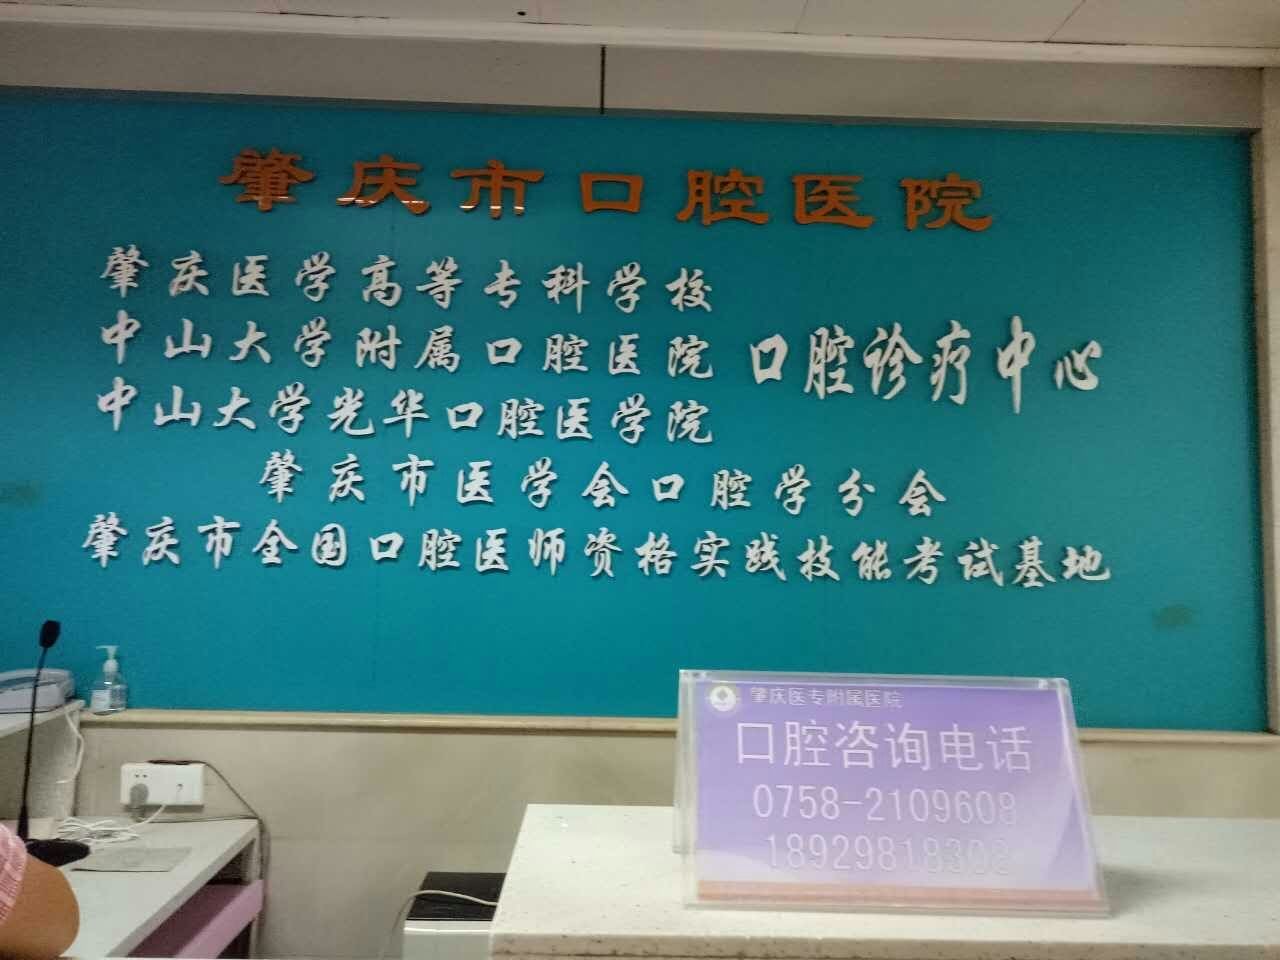 肇庆市口腔医院
肇庆医学高等专科学校
中山大学附属口腔医院
中山大学光华口腔医学院
口腔诊疗中心
肇庆市医学会口腔学分会
肇庆市全国口腔医师资格实践技能考试基地
肇庆医专附属医院
口腔咨询电话
0758-2109608
18929818308